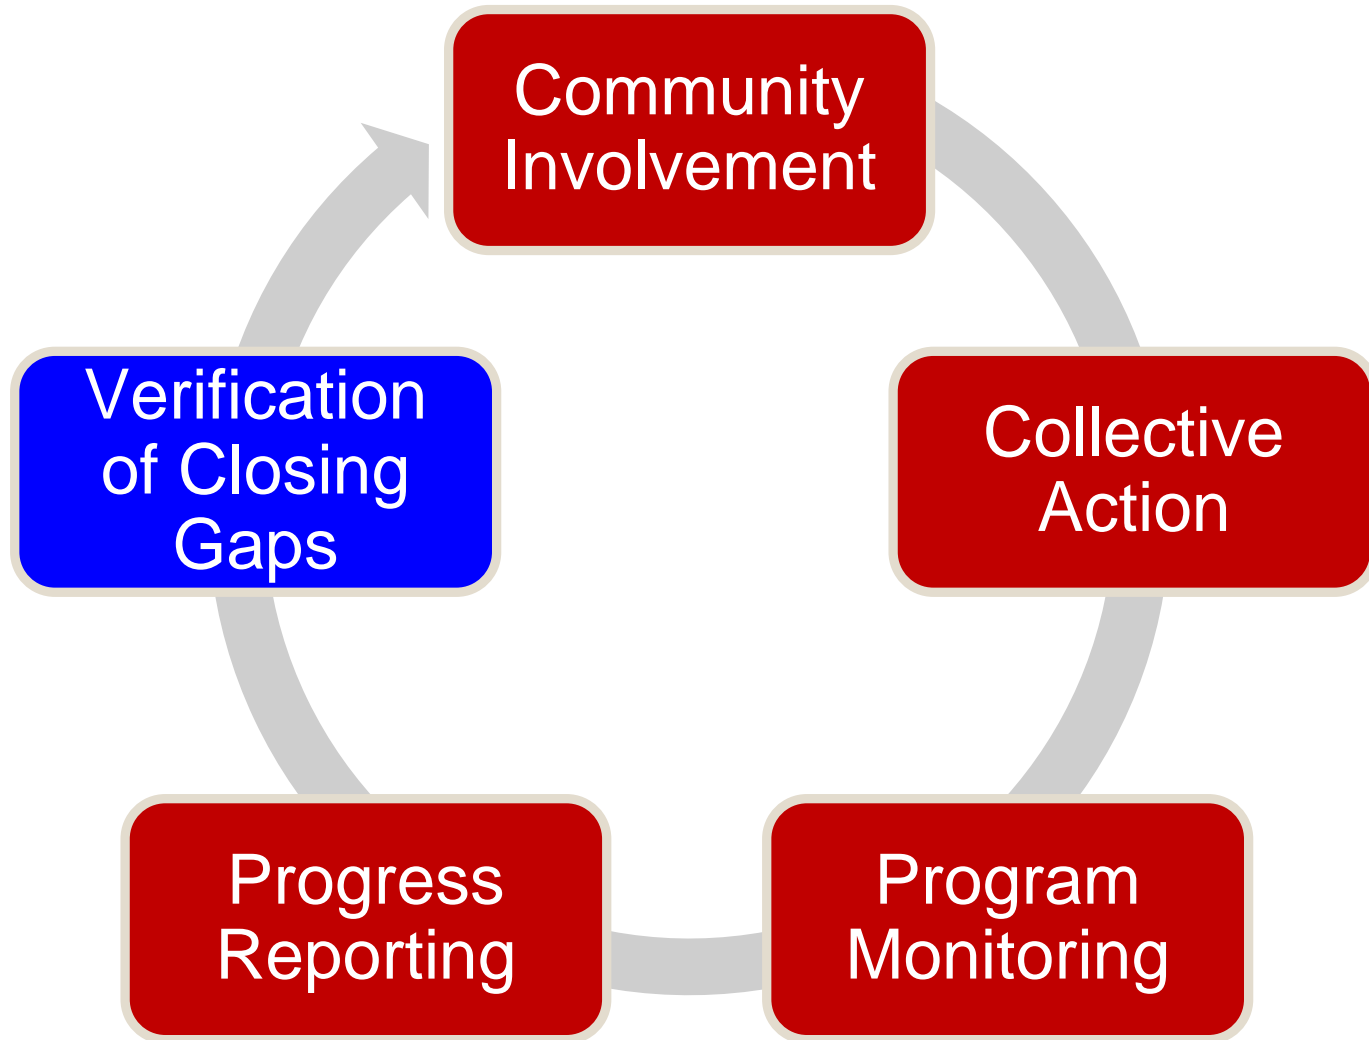 Community
Involvement
Collective
Action
Program
Monitoring
Progress
Reporting
Verification
of Closing
Gaps